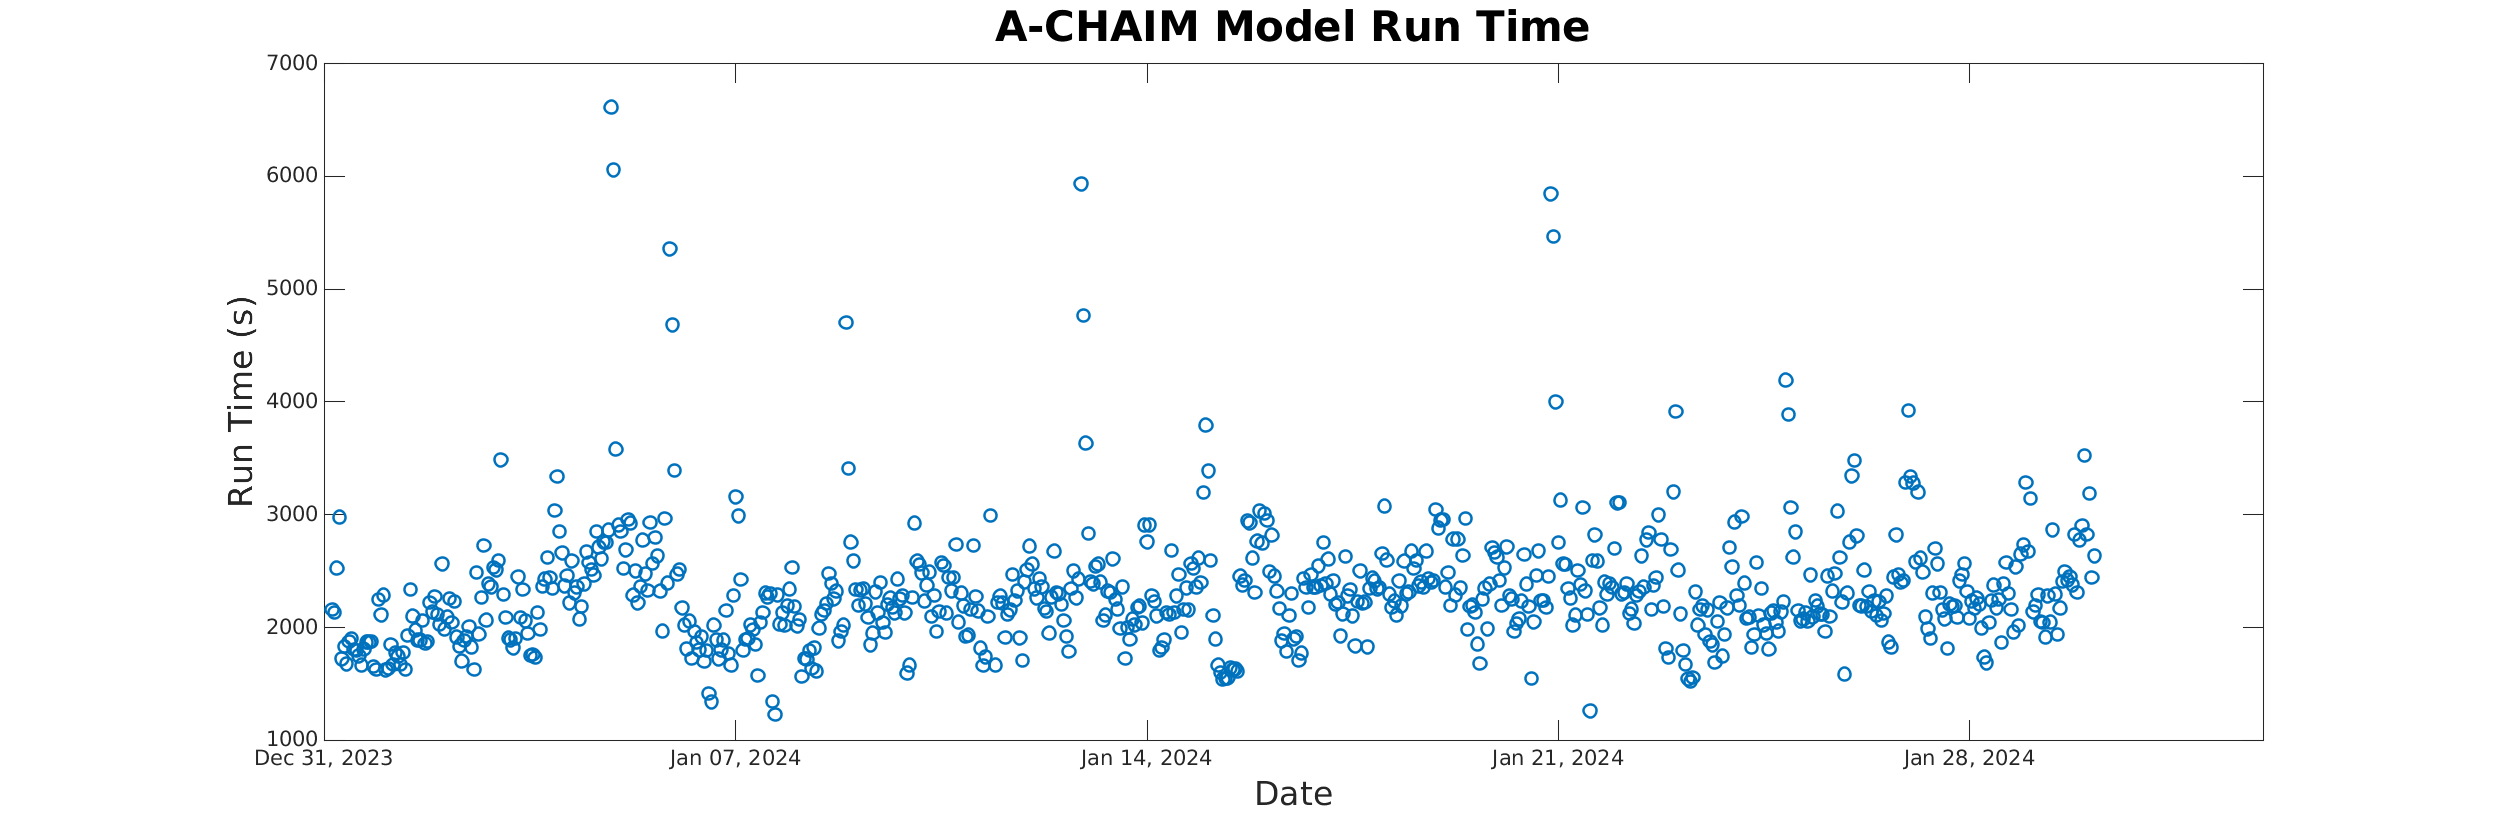 A-CHAIM Model Run Time
7000
6000
5000
4000
3000
2000
1000
Run Time (s)
Dec 31, 2023
Jan 07, 2024
Jan 14, 2024
Jan 21, 2024
Jan 28, 2024
Date